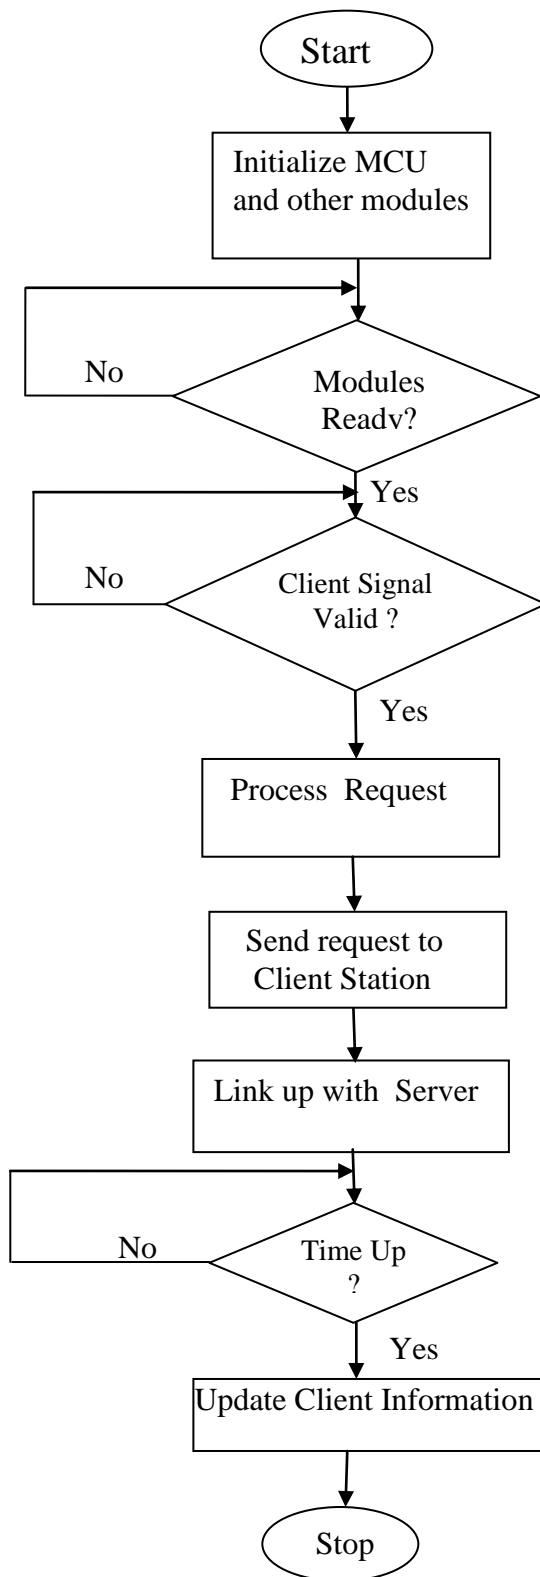 Start
Initialize MCU
and other modules
No
Modules
Readv?
Yes
No
Client Signal
Valid ?
Yes
Process Request
Send request to
Client Station
Link up with Server
No
Time Up
?
Yes
Update Client Information
Stop